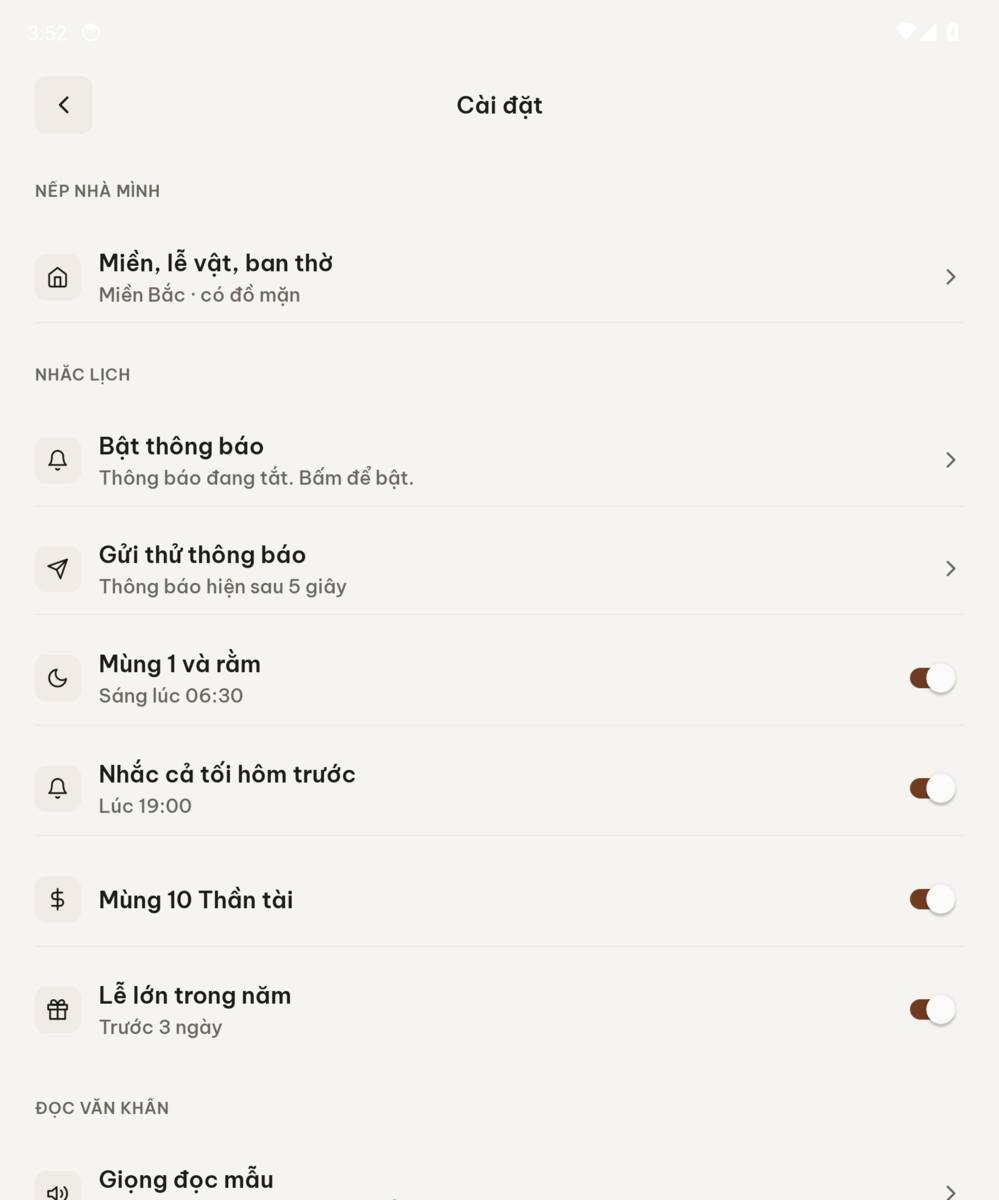 3:52
Cài đặt
NẾP NHÀ MÌNH
Miền, lễ vật, ban thờ
Miền Bắc · có đồ mặn
NHẮC LỊCH
Bật thông báo
Thông báo đang tắt. Bấm để bật.
Gửi thử thông báo
Thông báo hiện sau 5 giây
Mùng 1 và rằm
Sáng lúc 06:30
Nhắc cả tối hôm trước
Lúc 19:00
Mùng 10 Thần tài
Lễ lớn trong năm
Trước 3 ngày
ĐỌC VĂN KHẤN
Giọng đọc mẫu